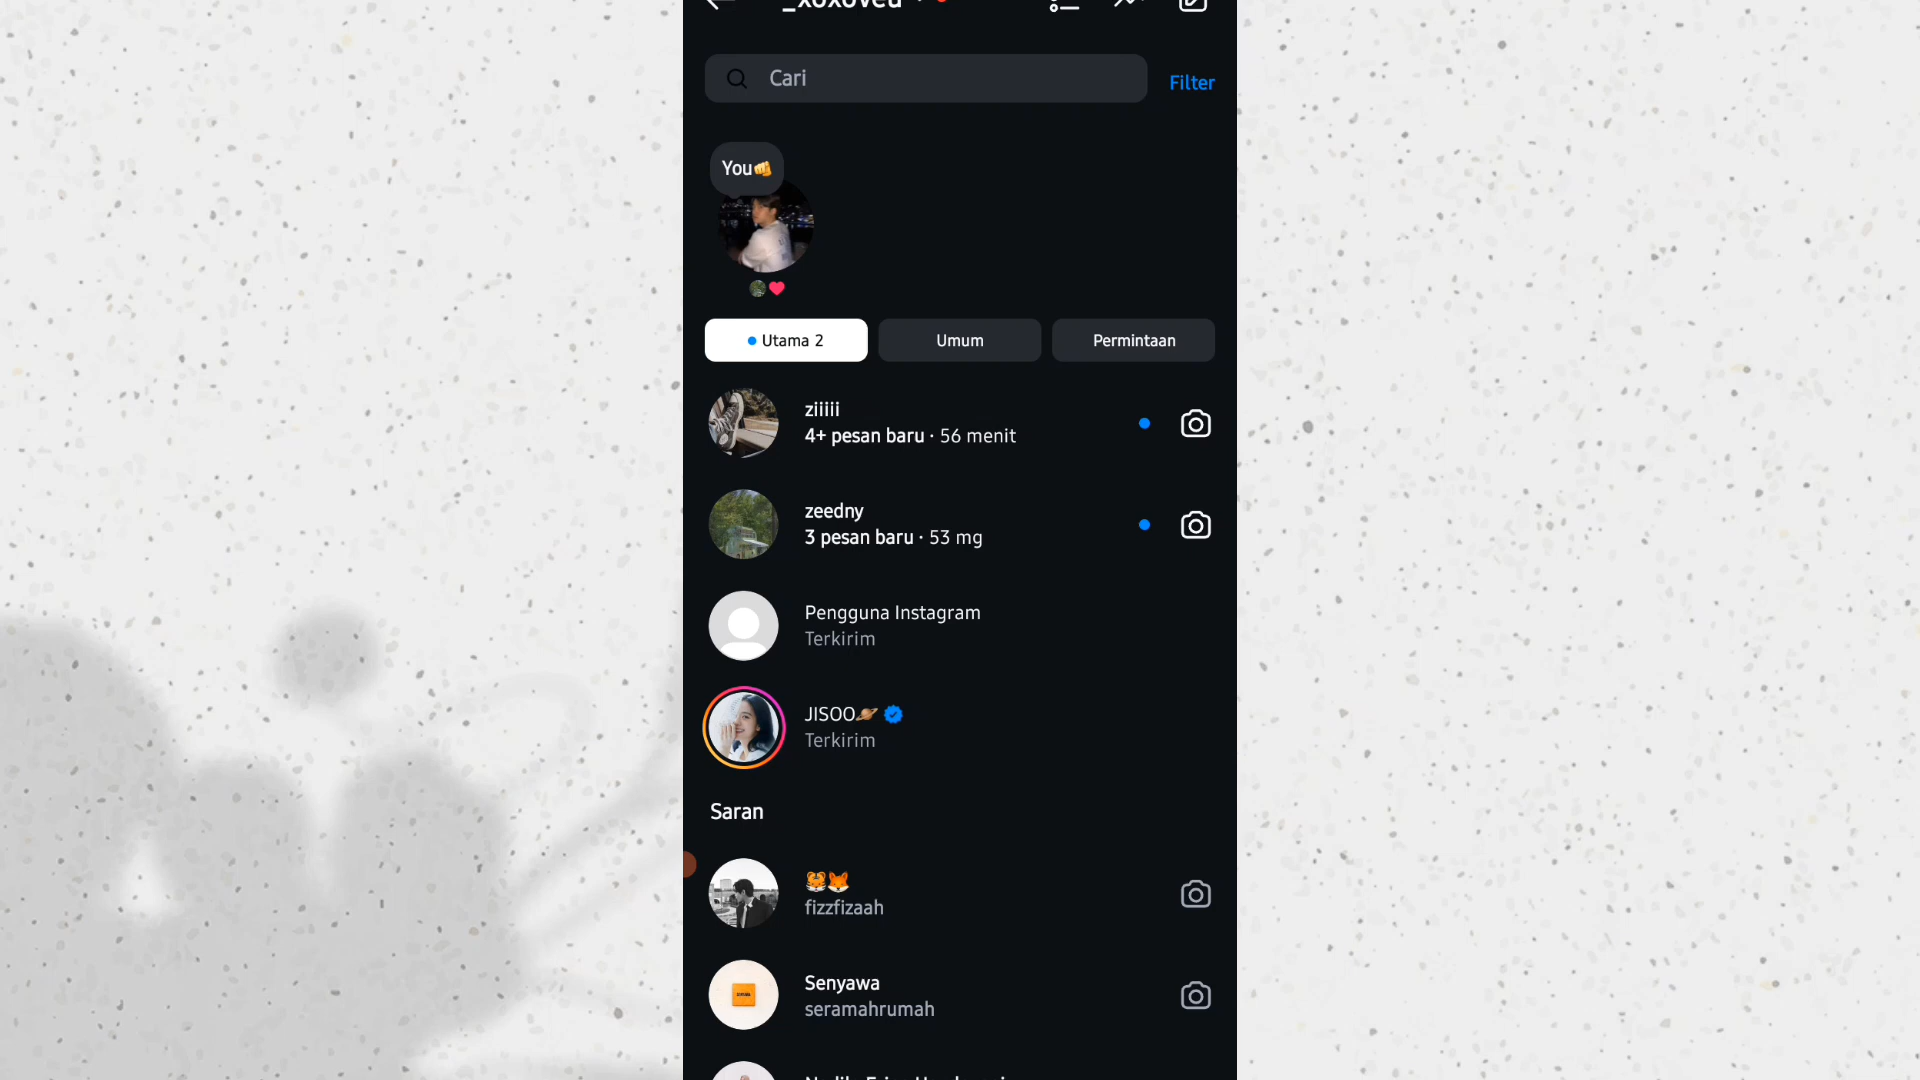 Cari
Filter
You👊
Utama 2
Umum
Permintaan
ziiiii
4+ pesan baru · 56 menit
zeedny
3 pesan baru · 53 mg
Pengguna Instagram
Terkirim
JISOO🪐
Terkirim
Saran
🐯🦊
fizzfizaah
Senyawa
seramahrumah